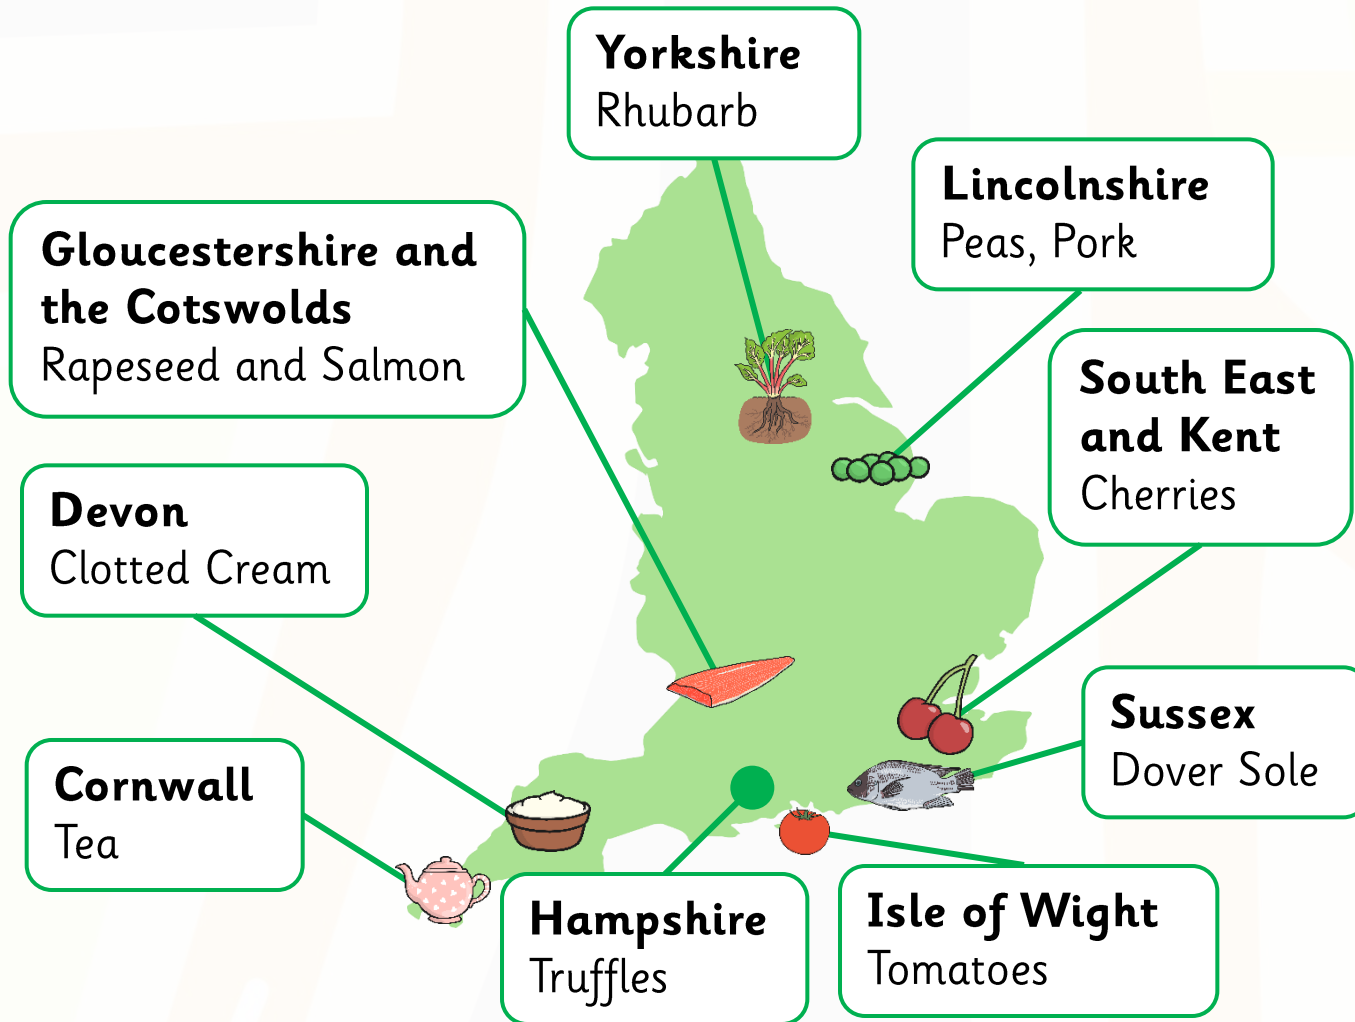 Yorkshire
Rhubarb
Lincolnshire
Peas, Pork
Gloucestershire and
the Cotswolds
Rapeseed and Salmon
South East
and Kent
Cherries
Devon
Clotted Cream
Sussex
Dover Sole
Cornwall
Tea
Hampshire
Truffles
Isle of Wight
Tomatoes